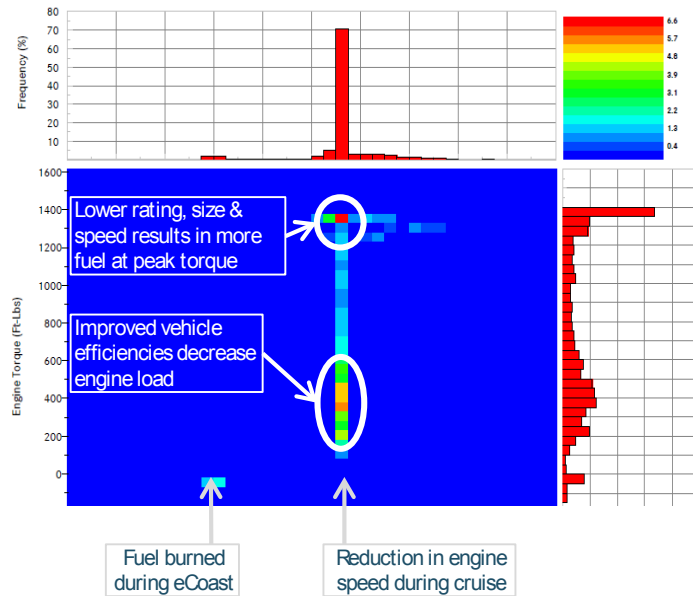 80
70
60
50
40
30
20
10
Frequency (%)
6.6
5.7
4.8
3.9
3.1
2.2
1.3
0.4
1600
1400
1200
1000
800
600
400
200
0
Engine Torque (Ft-Lbs)
Lower rating, size &
speed results in more
fuel at peak torque
Improved vehicle
efficiencies decrease
engine load
Fuel burned
during eCoast
Reduction in engine
speed during cruise